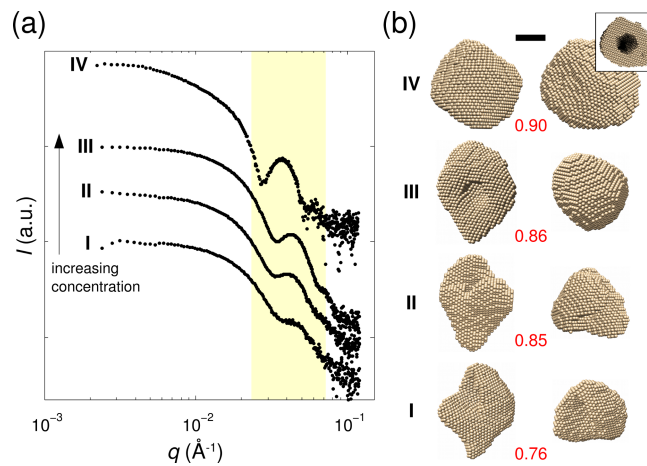 (a)
IV
III
II
I
increasing
concentration
I (a.u.)
10⁻³
10⁻²
10⁻¹
q (Å⁻¹)
(b)
IV
0.90
III
0.86
II
0.85
I
0.76